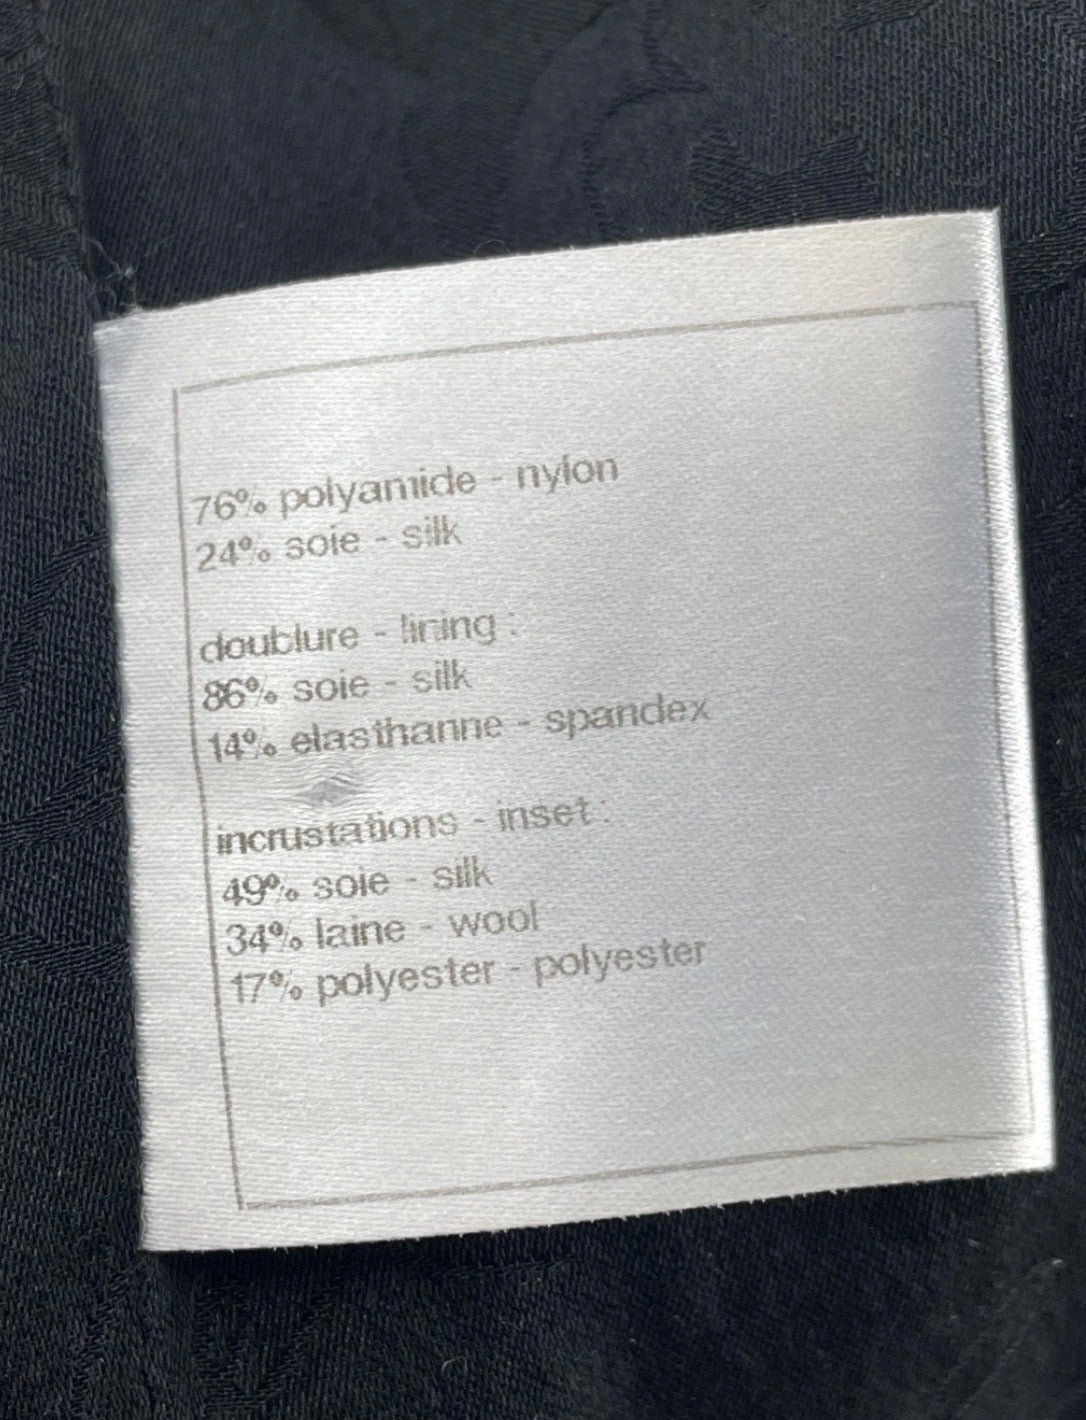 76% polyamide - nylon
24% soie - silk
doublure - lining :
86% soie - silk
14% elasthanne - spandex
incrustations - inset :
49% soie - silk
34% laine - wool
17% polyester - polyester